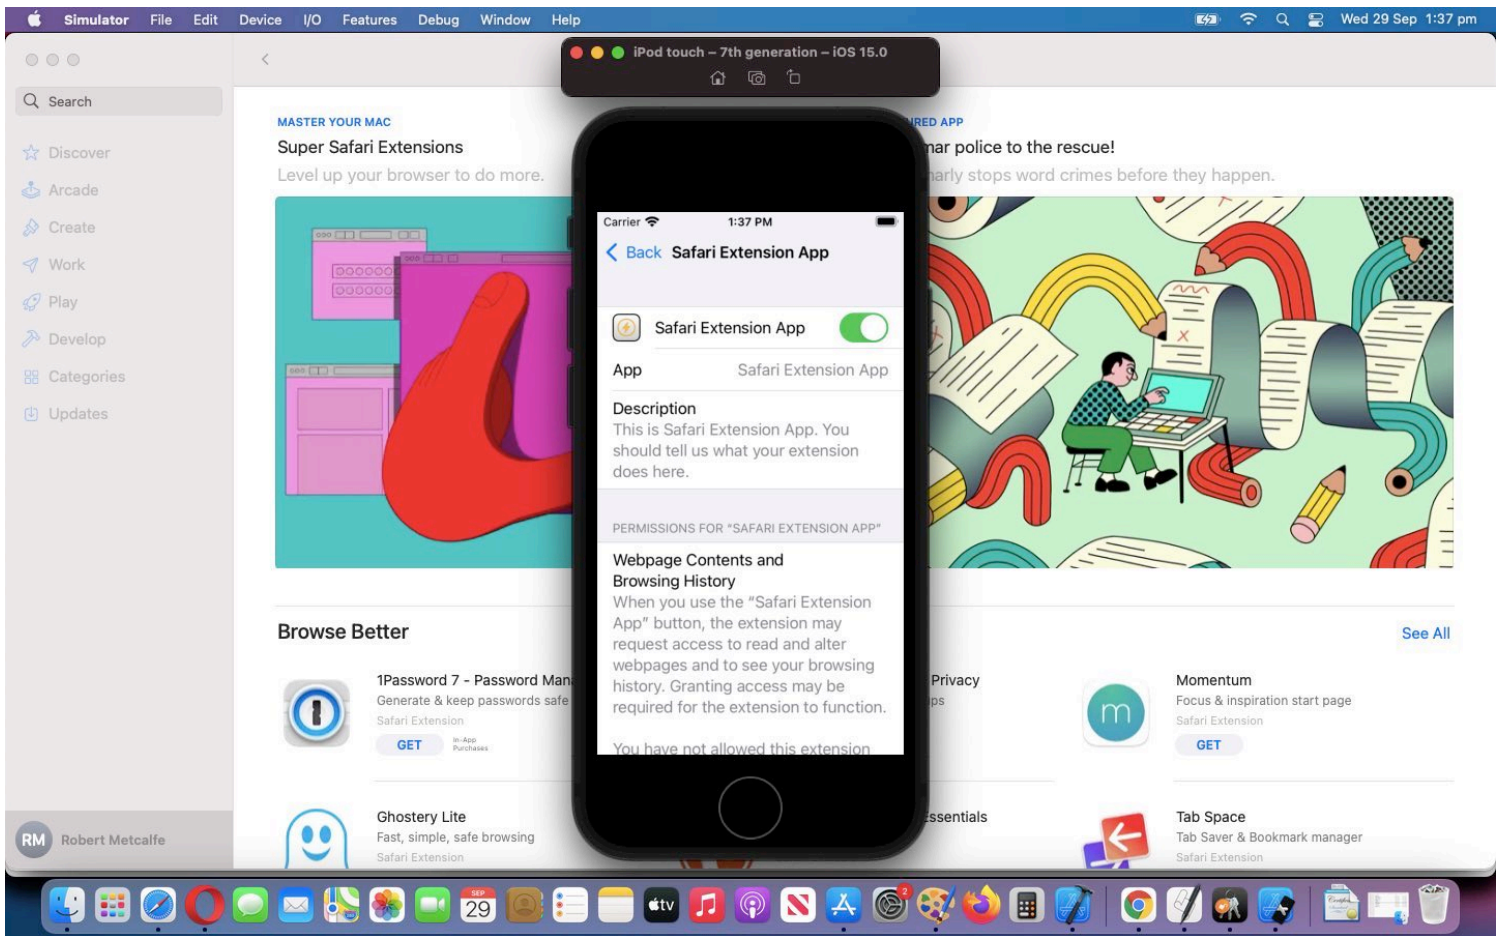 Simulator File Edit Device I/O Features Debug Window Help Wed 29 Sep 1:37 pm
iPod touch – 7th generation – iOS 15.0
Search
Discover
Arcade
Create
Work
Play
Develop
Categories
Updates
RM Robert Metcalfe
MASTER YOUR MAC
Super Safari Extensions
Level up your browser to do more.
URED APP
mar police to the rescue!
narly stops word crimes before they happen.
Carrier 1:37 PM
Back Safari Extension App
Safari Extension App
App Safari Extension App
Description
This is Safari Extension App. You
should tell us what your extension
does here.
PERMISSIONS FOR “SAFARI EXTENSION APP”
Webpage Contents and
Browsing History
When you use the “Safari Extension
App” button, the extension may
request access to read and alter
webpages and to see your browsing
history. Granting access may be
required for the extension to function.
You have not allowed this extension
Browse Better
See All
1Password 7 - Password Man
Generate & keep passwords safe
Safari Extension
GET In-App
Purchases
Privacy
ps
m
Momentum
Focus & inspiration start page
Safari Extension
GET
Ghostery Lite
Fast, simple, safe browsing
Safari Extension
ssentials
Tab Space
Tab Saver & Bookmark manager
Safari Extension
SEP
29
tv
2